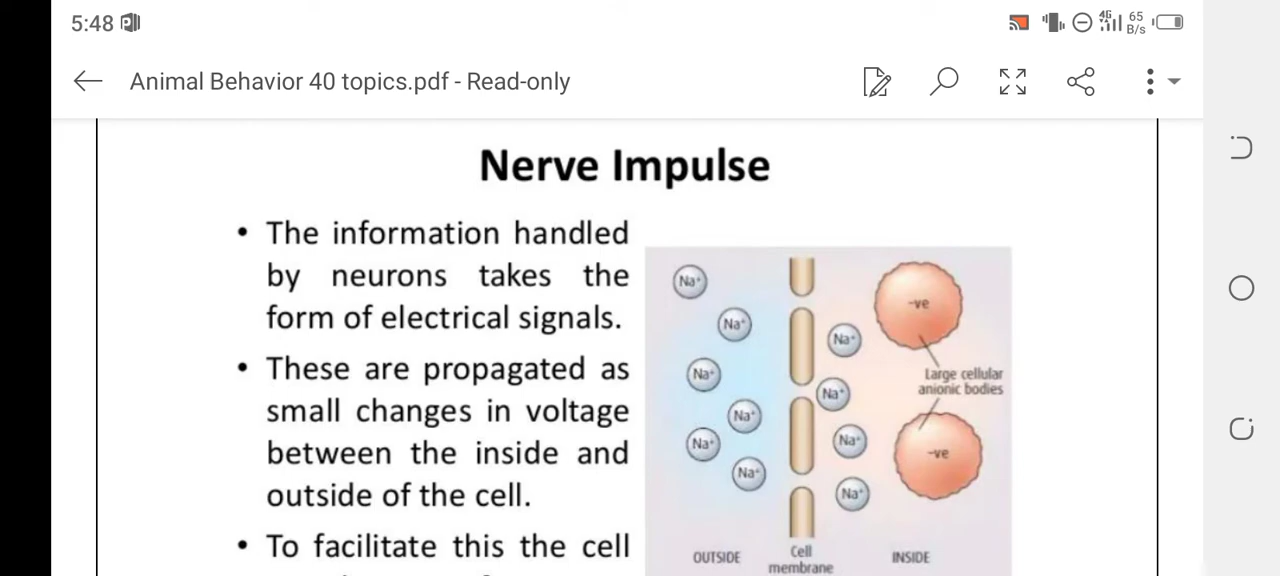 5:48
4G 65 B/s
Animal Behavior 40 topics.pdf - Read-only
Nerve Impulse
• The information handled
by neurons takes the
form of electrical signals.
• These are propagated as
small changes in voltage
between the inside and
outside of the cell.
• To facilitate this the cell
Na+
Na+
Na+
Na+
Na+
Na+
Na+
Na+
Na+
Na+
-ve
Large cellular
anionic bodies
-ve
OUTSIDE
Cell
membrane
INSIDE